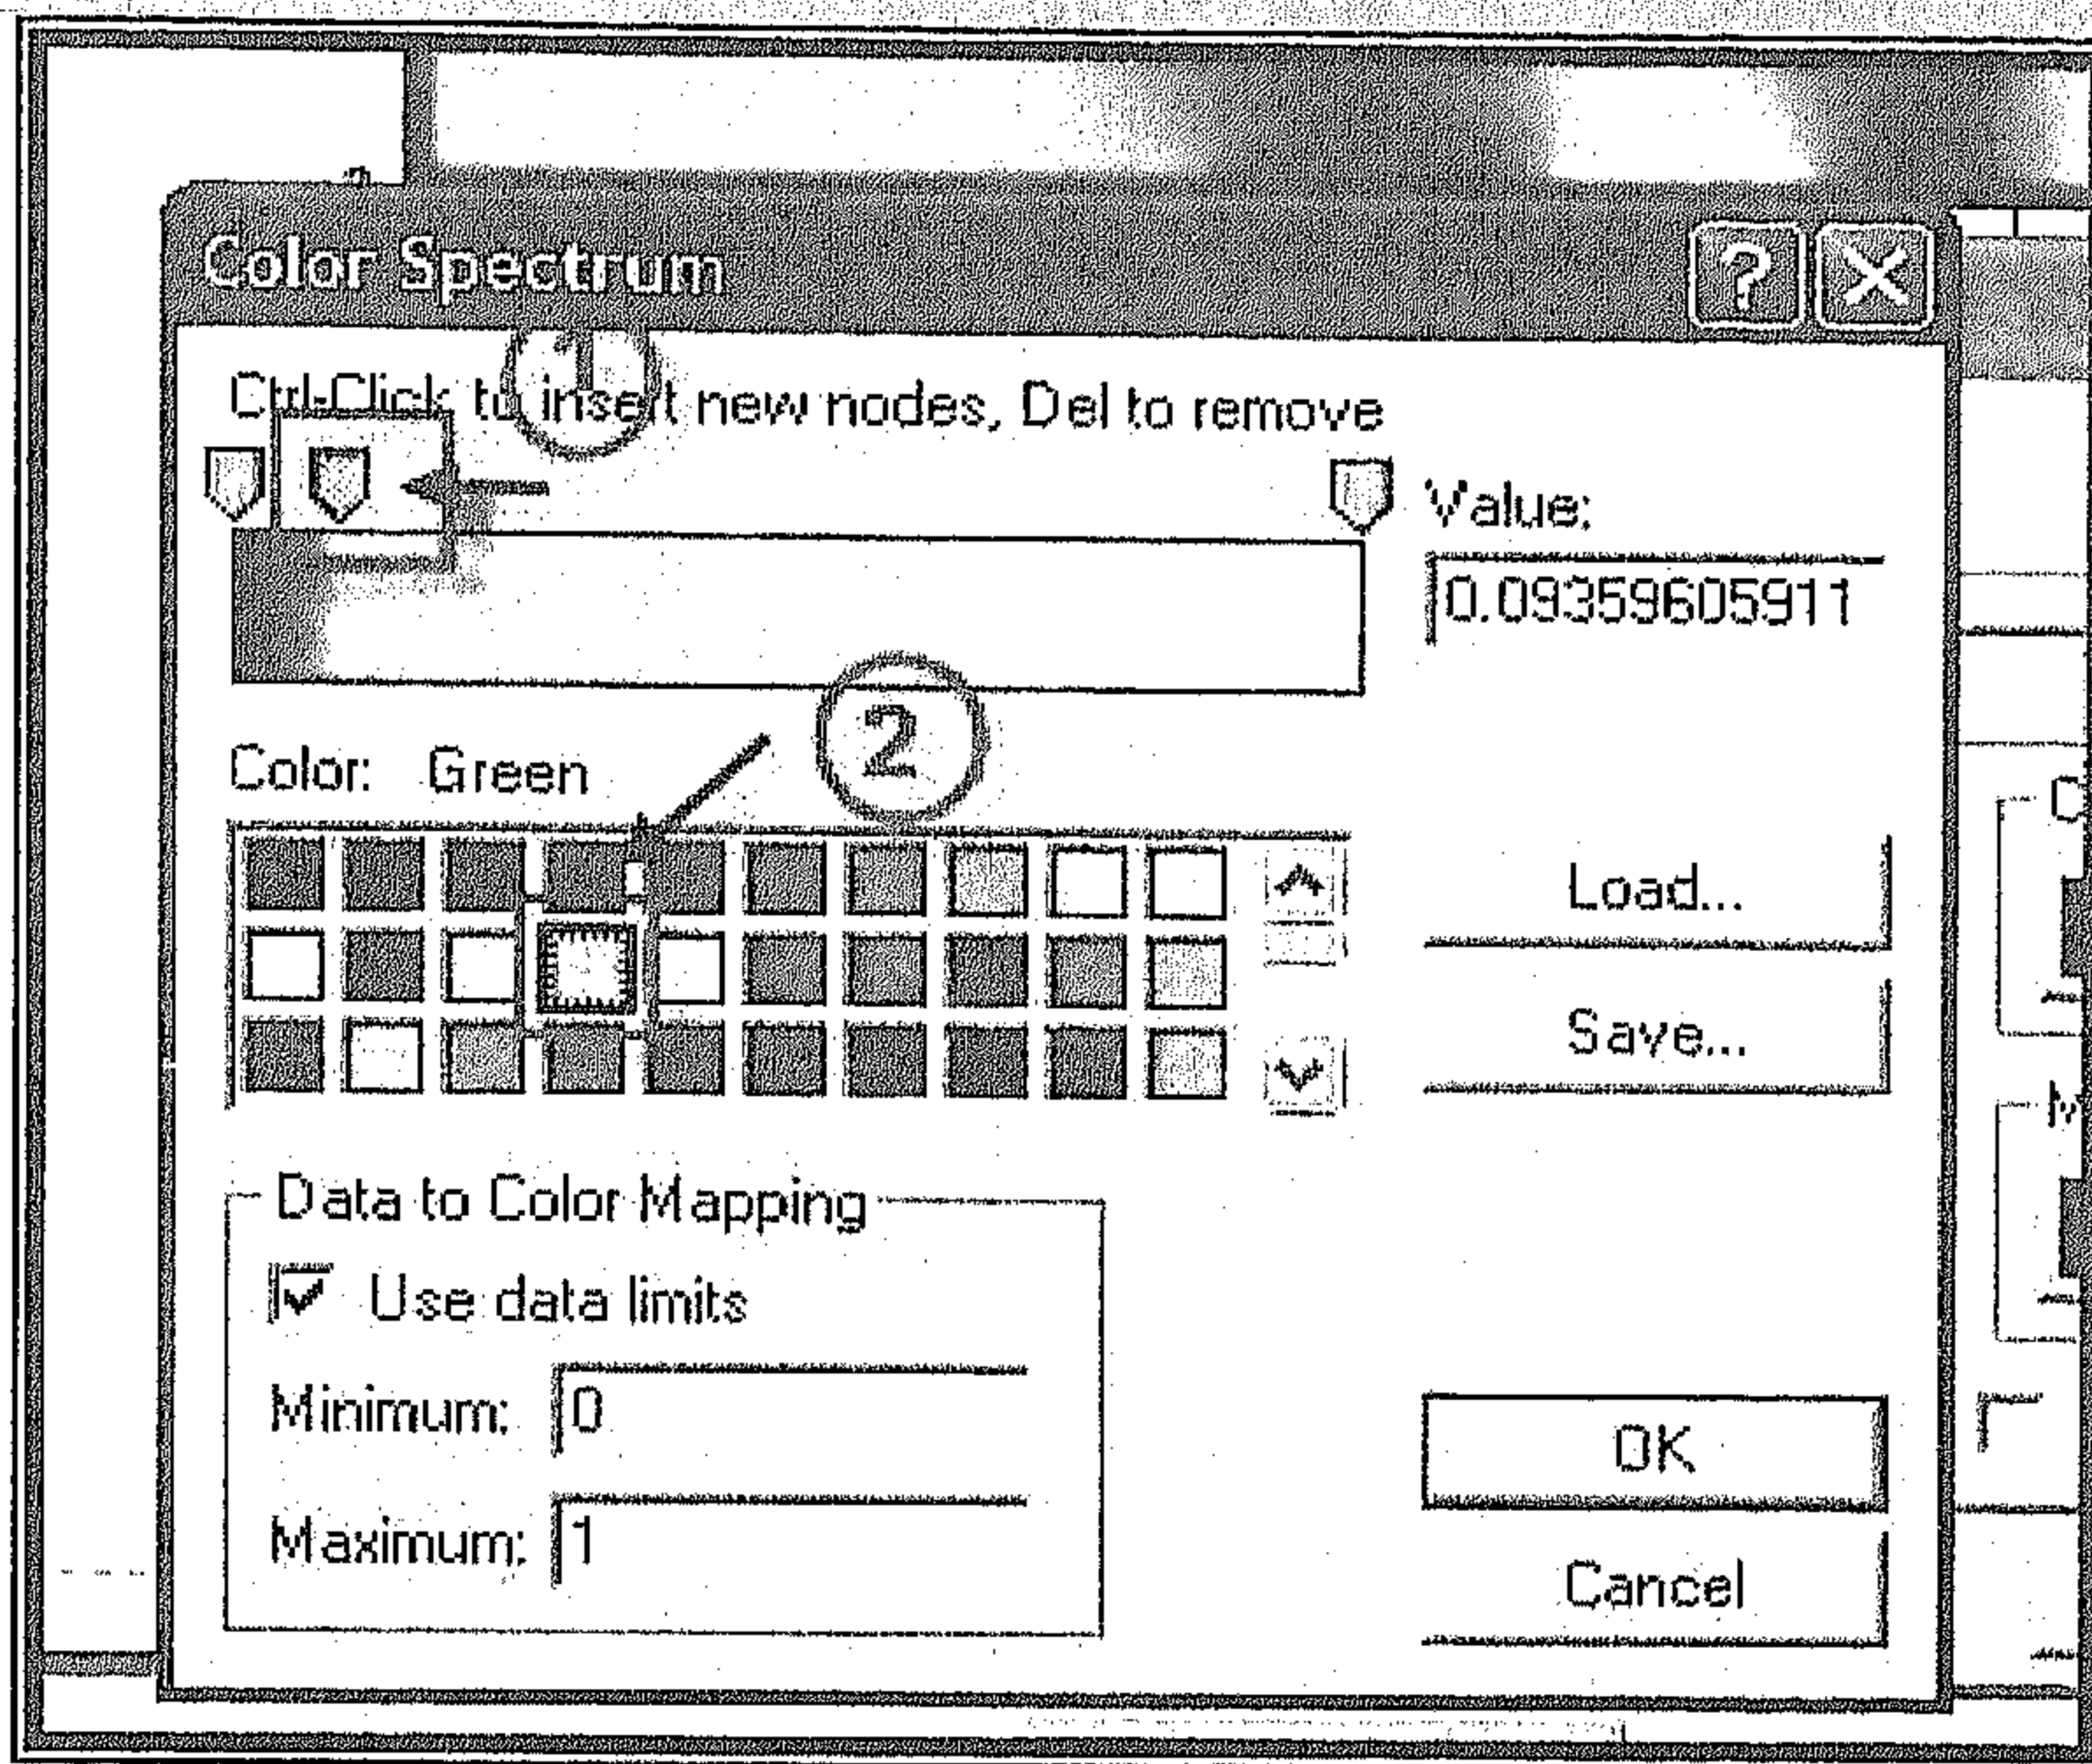 Color Spectrum
?
1
Ctrl-Click to insert new nodes, Del to remove
Value:
0.09359605911
2
Color: Green
Load...
Save...
Data to Color Mapping
Use data limits
Minimum: 0
Maximum: 1
OK
Cancel